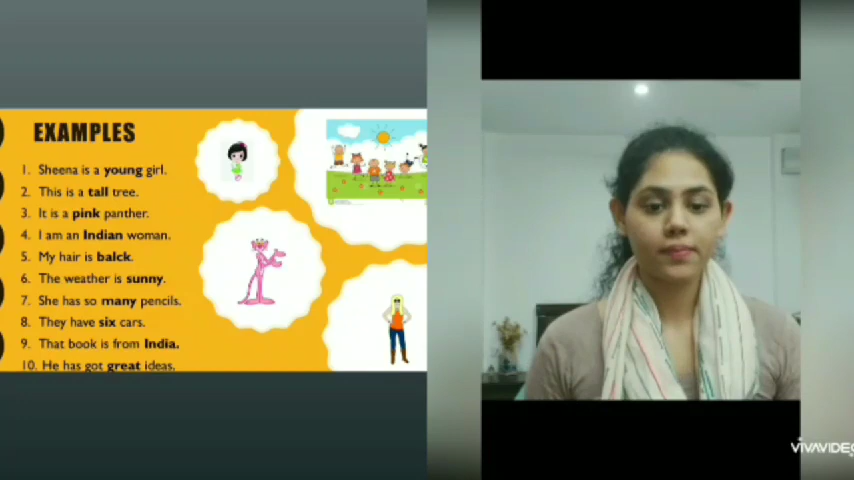 EXAMPLES
1. Sheena is a young girl.
2. This is a tall tree.
3. It is a pink panther.
4. I am an Indian woman.
5. My hair is balck.
6. The weather is sunny.
7. She has so many pencils.
8. They have six cars.
9. That book is from India.
10. He has got great ideas.
VIVAVIDEO